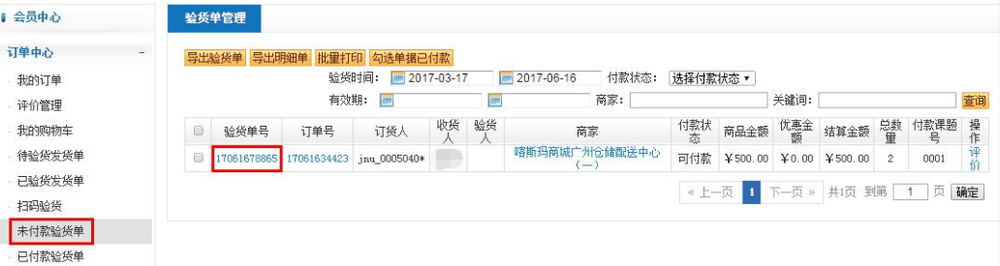 会员中心
订单中心 -
· 我的订单
· 评价管理
· 我的购物车
· 待验货发货单
· 已验货发货单
· 扫码验货
未付款验货单
· 已付款验货单
验货单管理
导出验货单 导出明细单 批量打印 勾选单据已付款
验货时间: 2017-03-17 2017-06-16 付款状态: 选择付款状态
有效期: 商家: 关键词: 查询
验货单号 订单号 订货人 收货人 验货人 商家 付款状态 商品金额 优惠金额 结算金额 总数量 付款课题号 操作
17061678865 17061634423 jnu_0005040* 喀斯玛商城广州仓储配送中心(一) 可付款 ¥500.00 ¥0.00 ¥500.00 2 0001 评价
« 上一页 1 下一页 » 共1页 到第 1 页 确定